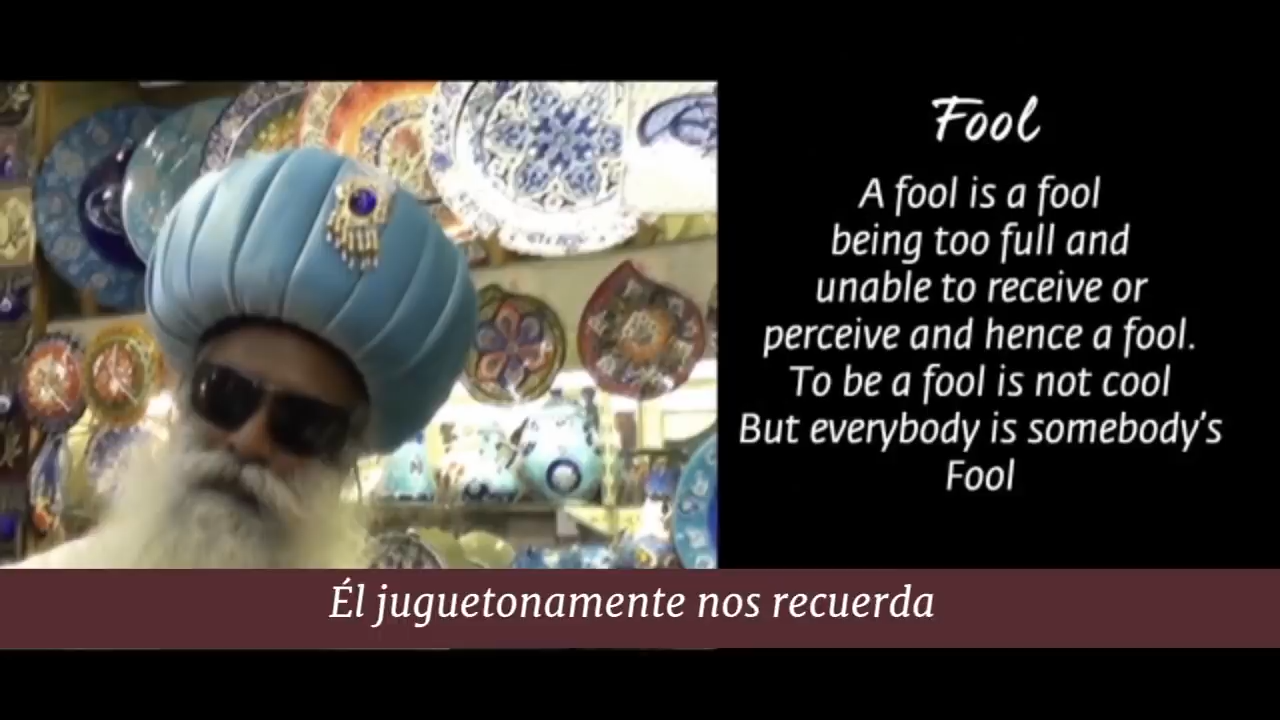 Fool
A fool is a fool
being too full and
unable to receive or
perceive and hence a fool.
To be a fool is not cool
But everybody is somebody's
Fool
Él juguetonamente nos recuerda